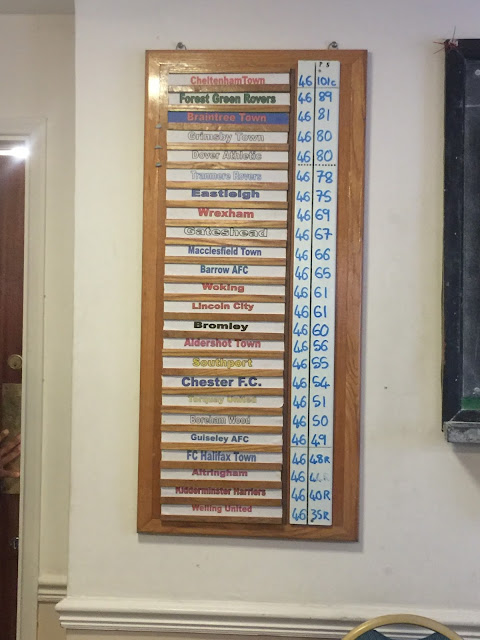 P S
Cheltenham Town 46 101c
Forest Green Rovers 46 89
Braintree Town 46 81
Grimsby Town 46 80
Dover Athletic 46 80
Tranmere Rovers 46 78
Eastleigh 46 75
Wrexham 46 69
Gateshead 46 67
Macclesfield Town 46 66
Barrow AFC 46 65
Woking 46 61
Lincoln City 46 61
Bromley 46 60
Aldershot Town 46 56
Southport 46 55
Chester F.C. 46 54
Torquay United 46 51
Boreham Wood 46 50
Guiseley AFC 46 49
FC Halifax Town 46 48R
Altringham 46
Kidderminster Harriers 46 40R
Welling United 46 35R